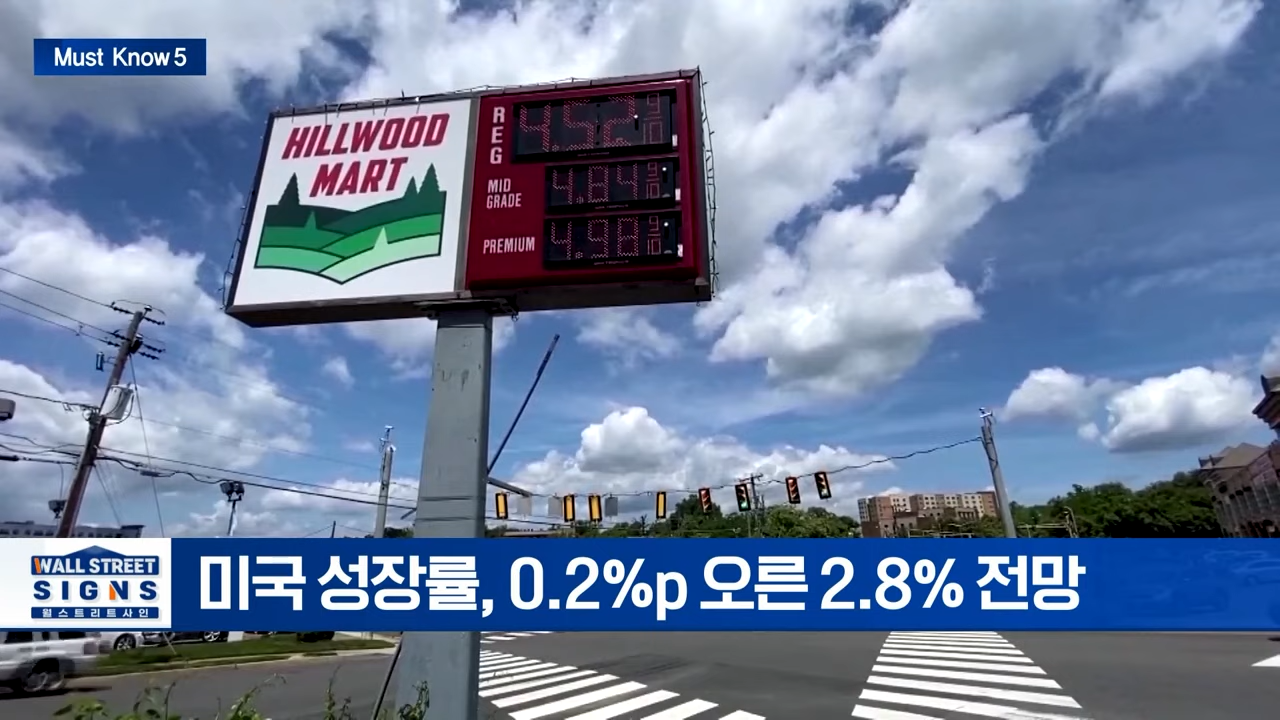 Must Know 5
HILLWOOD
MART
REG
4.52 9/10
MID
GRADE
4.84 9/10
PREMIUM
4.98 9/10
WALL STREET
SIGNS
월스트리트사인
미국 성장률, 0.2%p 오른 2.8% 전망